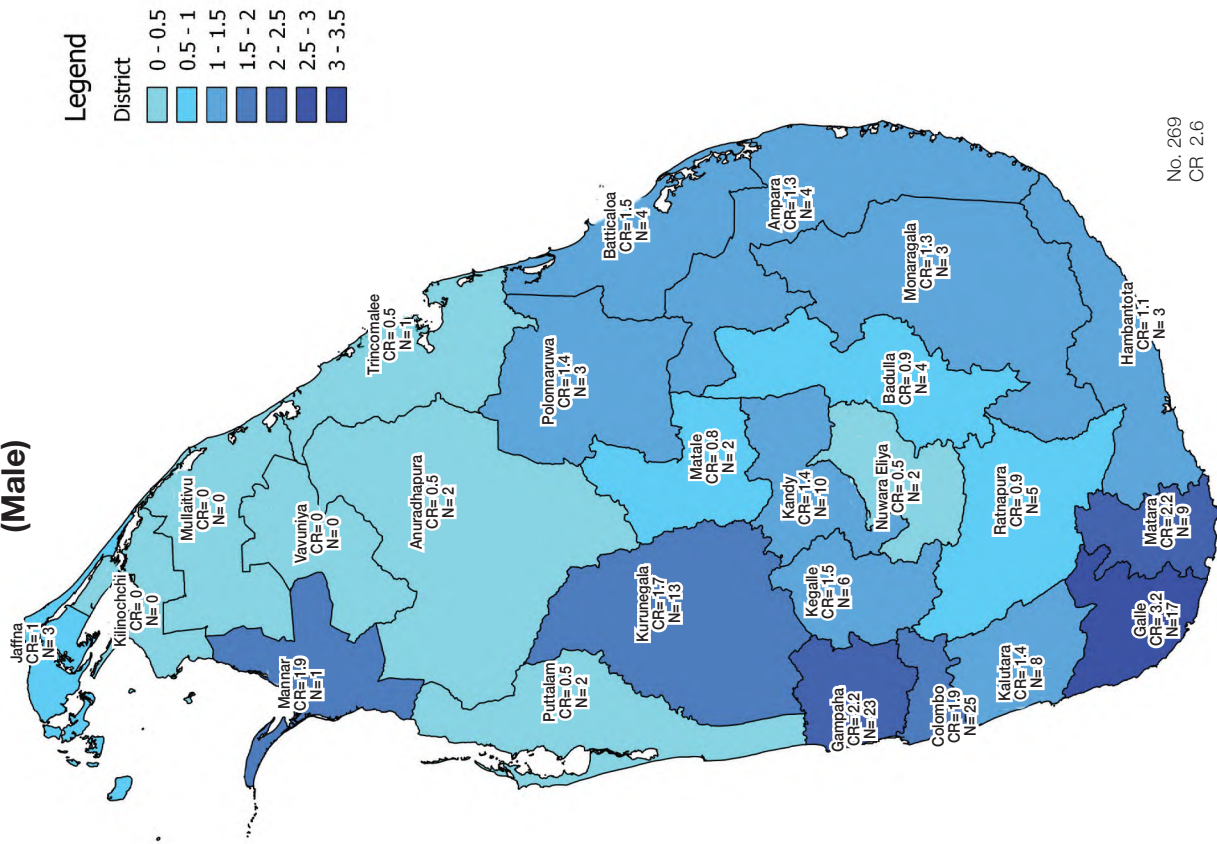 (Male)
Legend
District
0 - 0.5
0.5 - 1
1 - 1.5
1.5 - 2
2 - 2.5
2.5 - 3
3 - 3.5
Jaffna
CR= 1
N= 3
Kilinochchi
CR= 0
N= 0
Mullaitivu
CR= 0
N= 0
Mannar
CR=1.9
N=1
Vavuniya
CR= 0
N= 0
Trincomalee
CR= 0.5
N= 1
Anuradhapura
CR= 0.5
N= 2
Puttalam
CR= 0.5
N= 2
Polonnaruwa
CR= 1.4
N= 3
Batticaloa
CR= 1.5
N= 4
Kurunegala
CR= 1.7
N= 13
Matale
CR= 0.8
N= 2
Ampara
CR= 1.3
N= 4
Kandy
CR= 1.4
N= 10
Kegalle
CR= 1.5
N= 6
Gampaha
CR= 2.2
N= 23
Nuwara Eliya
CR= 0.5
N= 2
Badulla
CR= 0.9
N= 4
Monaragala
CR= 1.3
N= 3
Colombo
CR= 1.9
N= 25
Ratnapura
CR= 0.9
N=5
Kalutara
CR= 1.4
N= 8
Hambantota
CR= 1.1
N= 3
Galle
CR= 3.2
N=17
Matara
CR= 2.2
N= 9
No. 269
CR 2.6